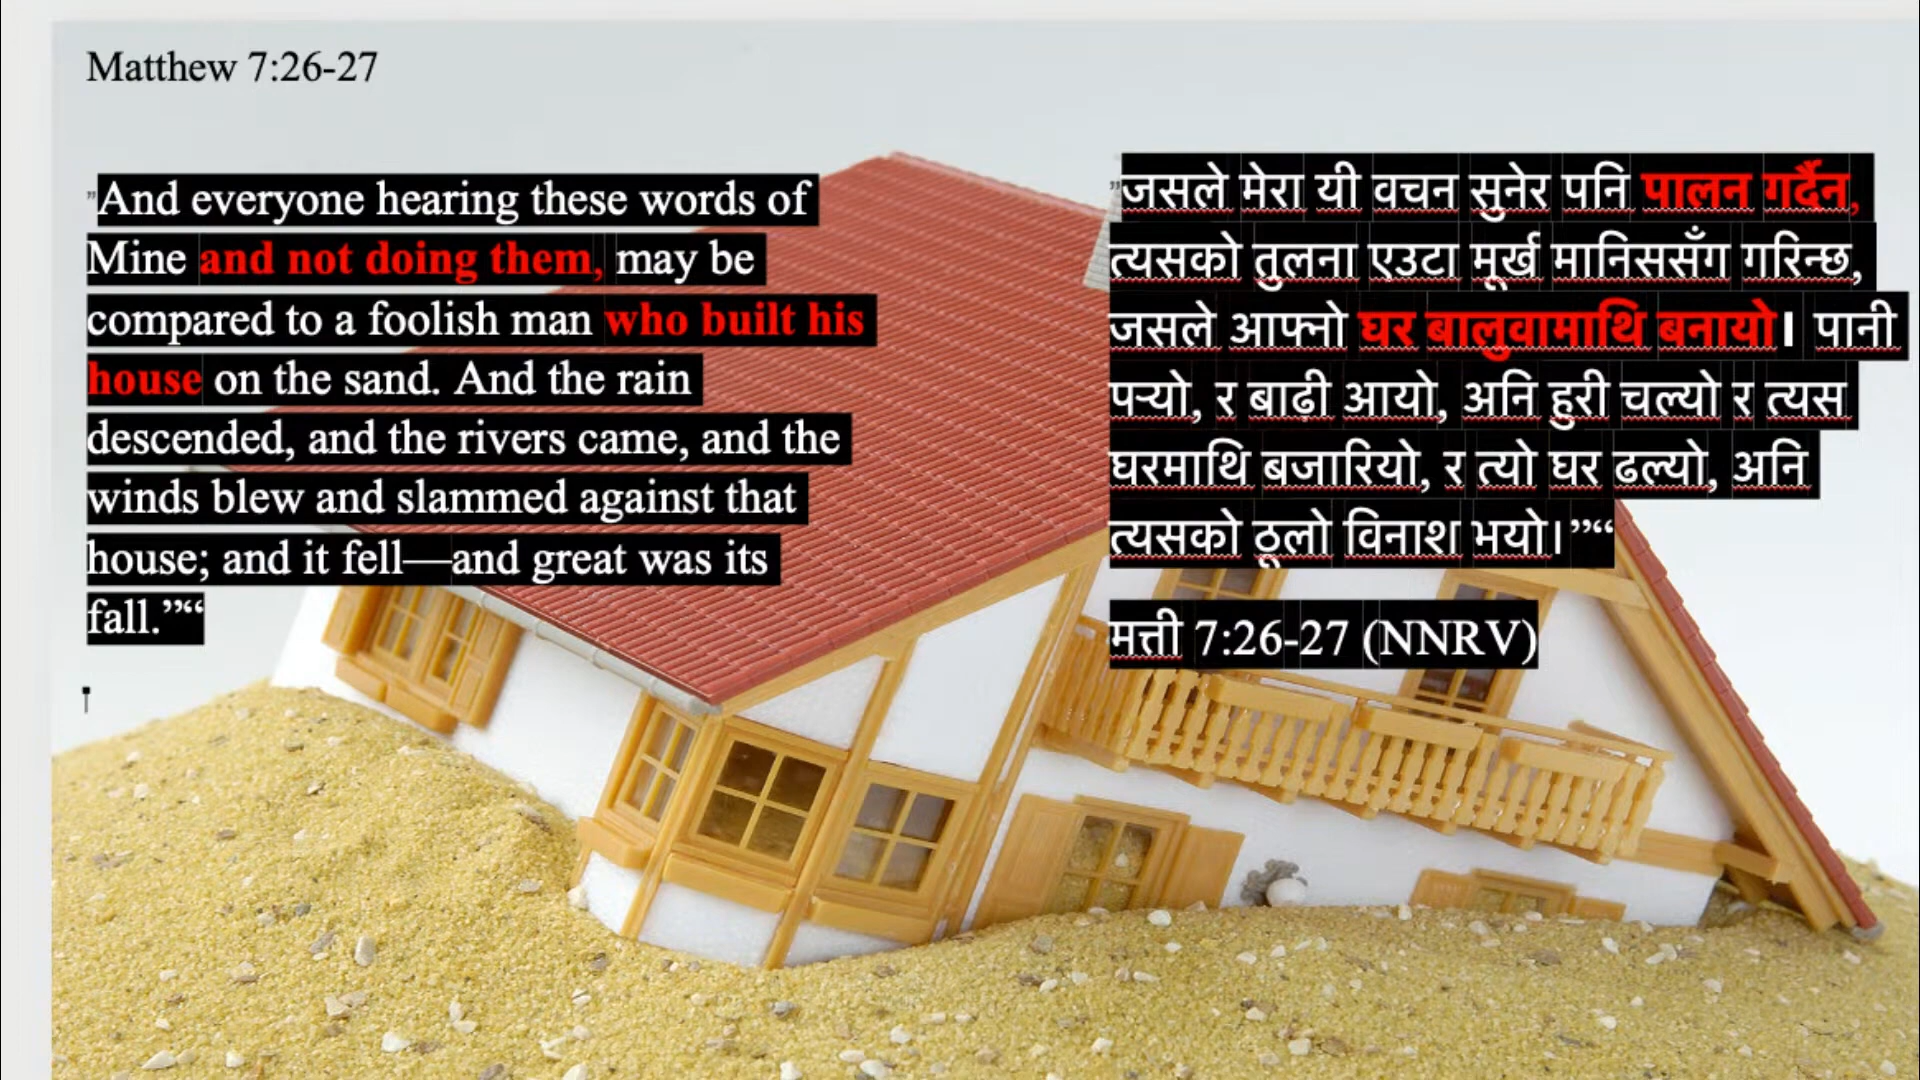 Matthew 7:26-27
"And everyone hearing these words of
Mine and not doing them, may be
compared to a foolish man who built his
house on the sand. And the rain
descended, and the rivers came, and the
winds blew and slammed against that
house; and it fell—and great was its
fall.”“
"जसले मेरा यी वचन सुनेर पनि पालन गर्दैन,
त्यसको तुलना एउटा मूर्ख मानिससँग गरिन्छ,
जसले आफ्नो घर बालुवामाथि बनायो। पानी
पऱ्यो, र बाढ़ी आयो, अनि हुरी चल्यो र त्यस
घरमाथि बजारियो, र त्यो घर ढल्यो, अनि
त्यसको ठूलो विनाश भयो।”“
मत्ती 7:26-27 (NNRV)